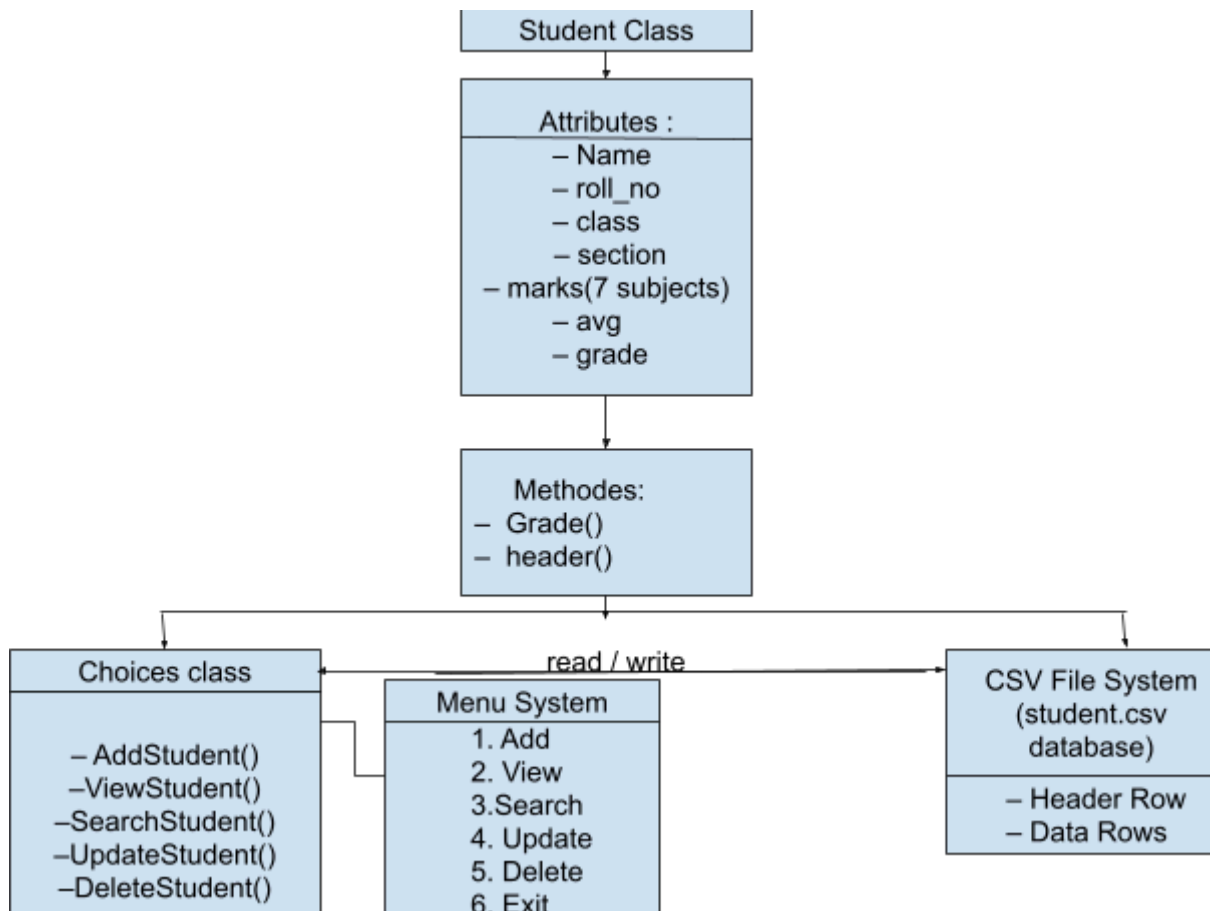 Student Class
Attributes :
– Name
– roll_no
– class
– section
– marks(7 subjects)
– avg
– grade
Methodes:
– Grade()
– header()
read / write
Choices class
– AddStudent()
–ViewStudent()
–SearchStudent()
–UpdateStudent()
–DeleteStudent()
Menu System
1. Add
2. View
3.Search
4. Update
5. Delete
6. Exit
CSV File System
(student.csv
database)
– Header Row
– Data Rows